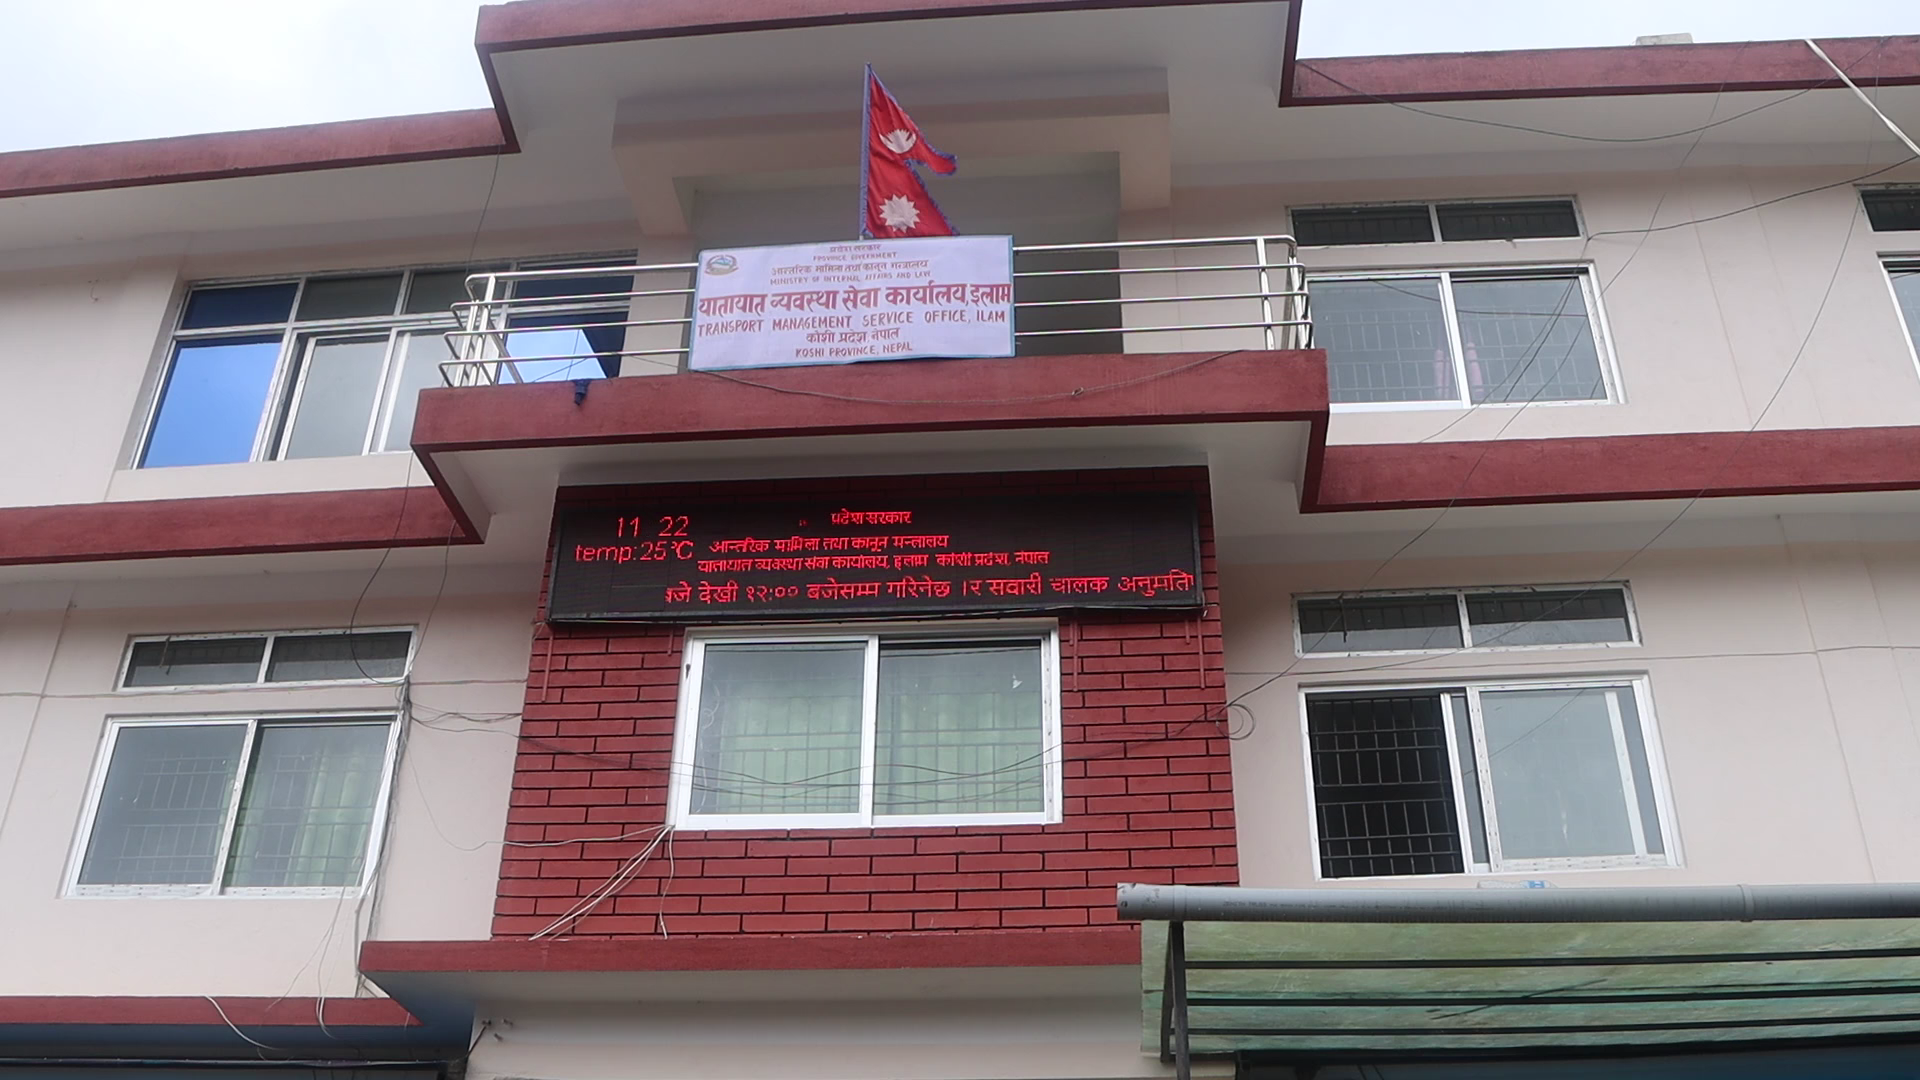 प्रदेश सरकार
PROVINCE GOVERNMENT
आन्तरिक मामिला तथा कानून मन्त्रालय
MINISTRY OF INTERNAL AFFAIRS AND LAW
यातायात व्यवस्था सेवा कार्यालय, इलाम
TRANSPORT MANAGEMENT SERVICE OFFICE, ILAM
कोशी प्रदेश, नेपाल
KOSHI PROVINCE, NEPAL
11 22
प्रदेश सरकार
temp:25°C
आन्तरिक मामिला तथा कानून मन्त्रालय
यातायात व्यवस्था सेवा कार्यालय, इलाम कोशी प्रदेश, नेपाल
बजे देखी १२:०० बजेसम्म गरिनेछ ।र सवारी चालक अनुमति